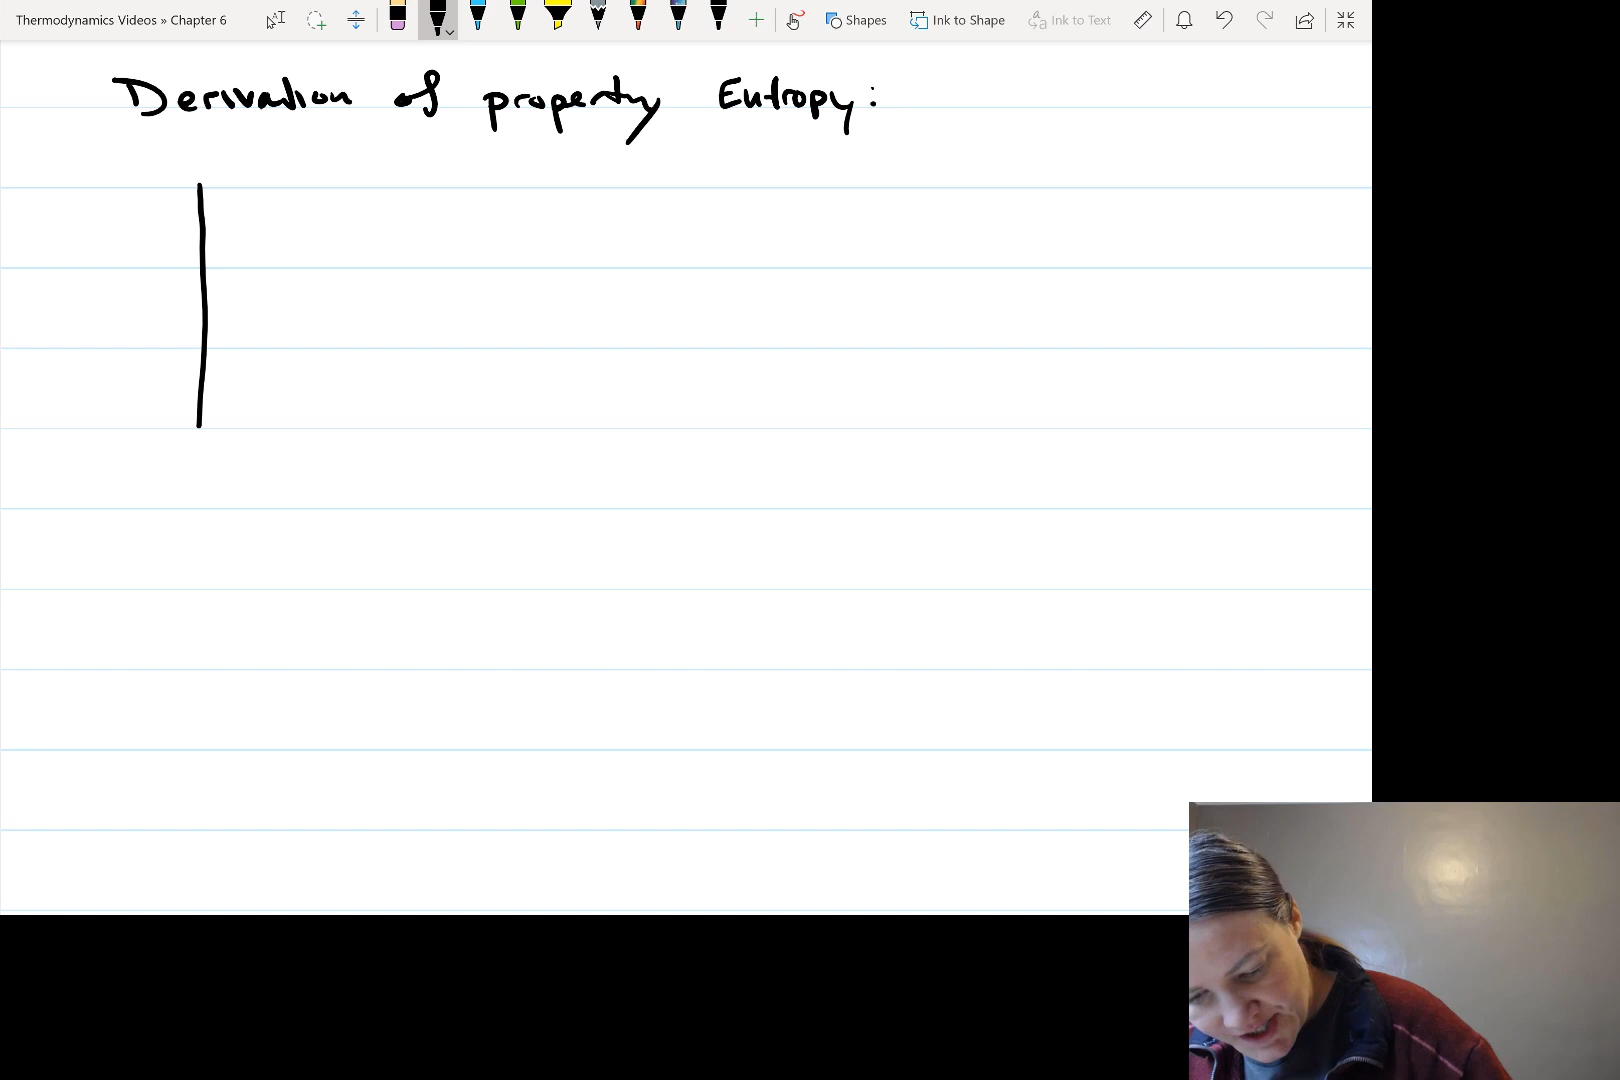 Thermodynamics Videos » Chapter 6
Shapes
Ink to Shape
Ink to Text
Derivation of property Entropy: